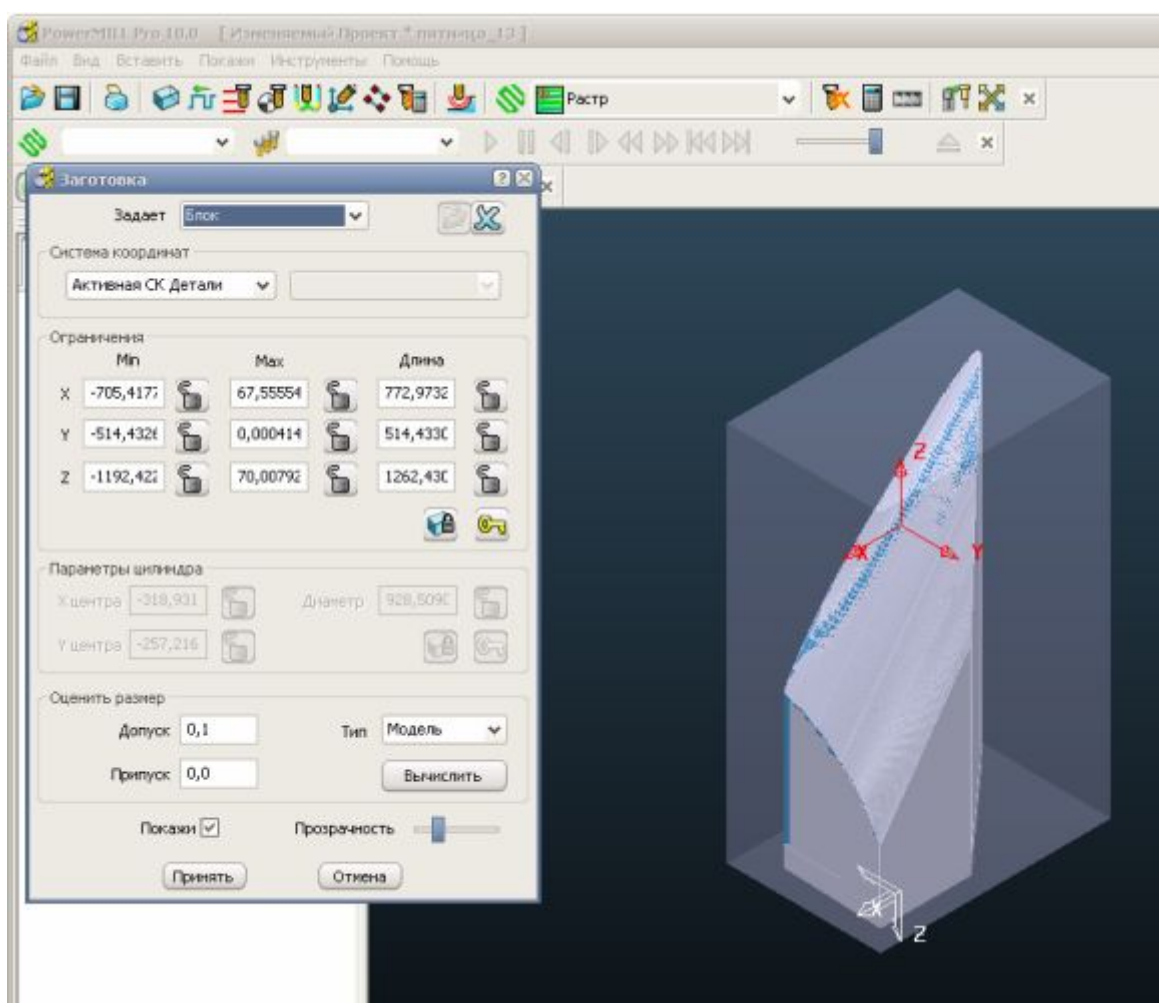 PowerMILL Pro 10.0 [ Изменяемый Проект * пятница_13 ]
Файл Вид Вставить Покажи Инструменты Помощь
Растр
Заготовка
Задает Блок
Система координат
Активная СК Детали
Ограничения
Min Max Длина
X -705,4177 67,55554 772,9732
Y -514,4326 0,000414 514,4330
Z -1192,422 70,00792 1262,430
Параметры цилиндра
X центра -318,931 Диаметр 928,5090
Y центра -257,216
Оценить размер
Допуск 0,1 Тип Модель
Припуск 0,0 Вычислить
Покажи Прозрачность
Принять Отмена
Z
X Y
X
Z